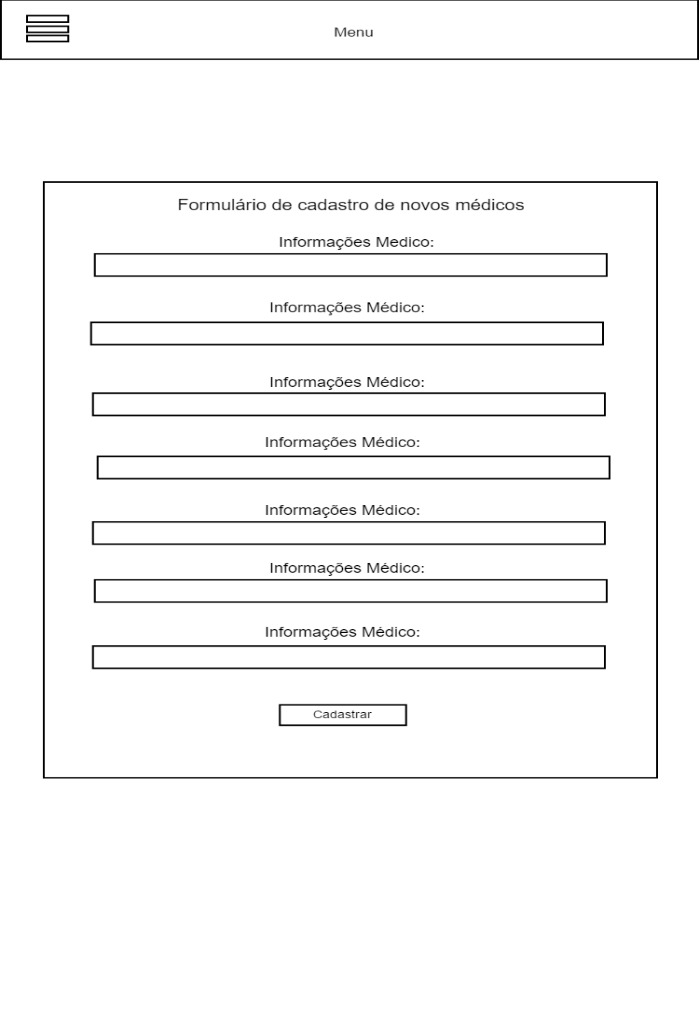 Menu
Formulário de cadastro de novos médicos
Informações Medico:
Informações Médico:
Informações Médico:
Informações Médico:
Informações Médico:
Informações Médico:
Informações Médico:
Cadastrar